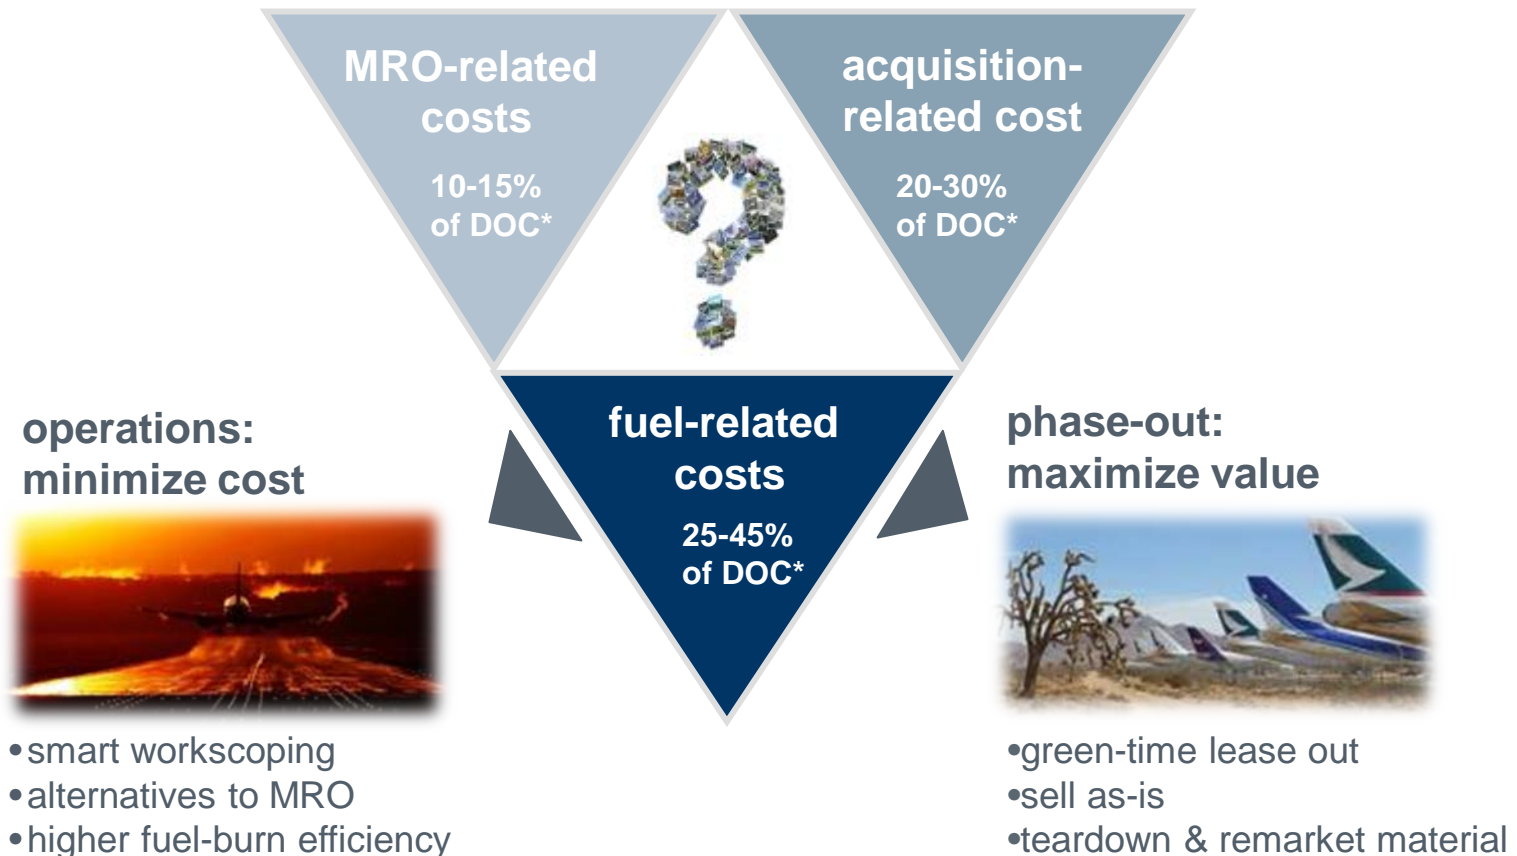 MRO-related
costs
10-15%
of DOC*
acquisition-
related cost
20-30%
of DOC*
fuel-related
costs
25-45%
of DOC*
operations:
minimize cost
•smart workscoping
•alternatives to MRO
•higher fuel-burn efficiency
phase-out:
maximize value
•green-time lease out
•sell as-is
•teardown & remarket material